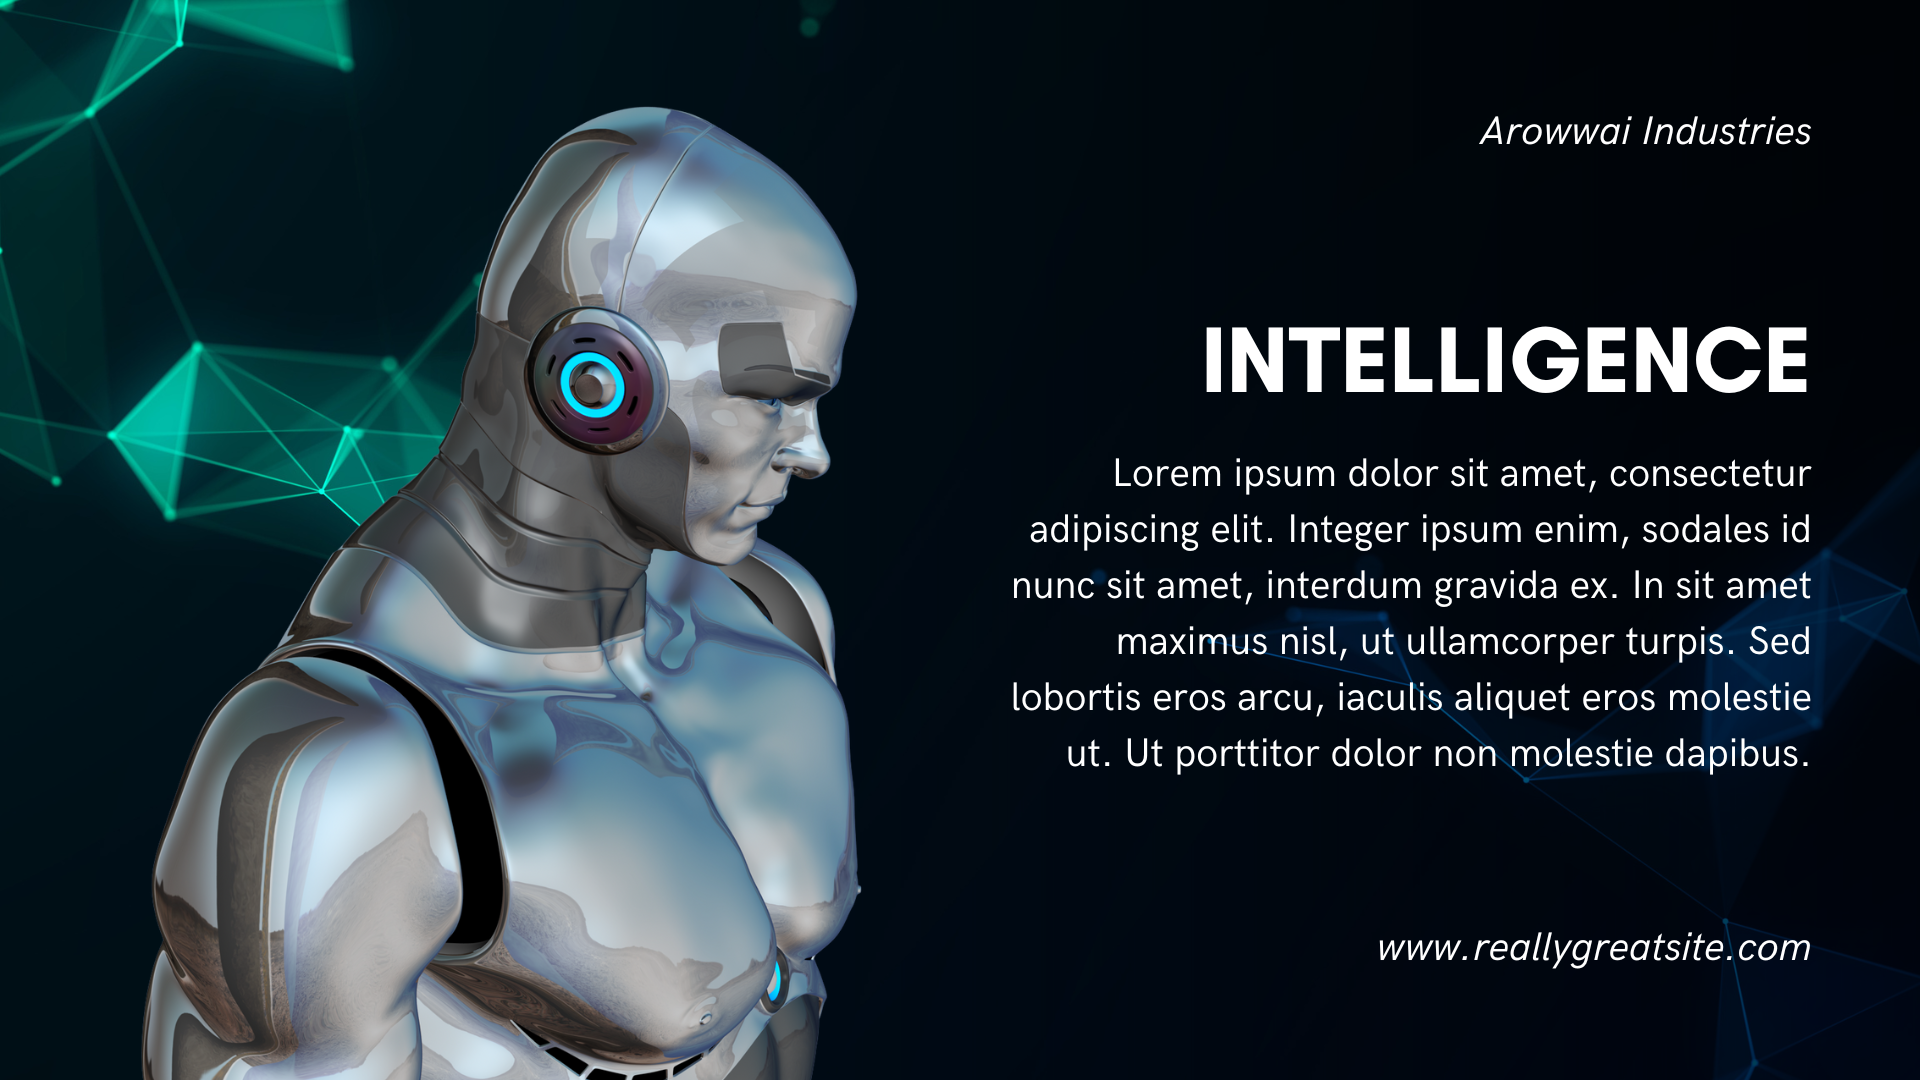 Arowwai Industries
INTELLIGENCE
Lorem ipsum dolor sit amet, consectetur
adipiscing elit. Integer ipsum enim, sodales id
nunc sit amet, interdum gravida ex. In sit amet
maximus nisl, ut ullamcorper turpis. Sed
lobortis eros arcu, iaculis aliquet eros molestie
ut. Ut porttitor dolor non molestie dapibus.
www.reallygreatsite.com